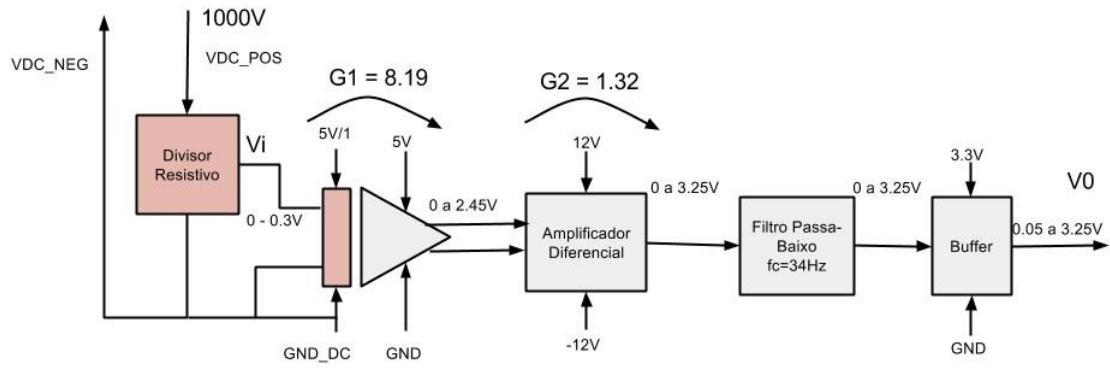 1000V
VDC_NEG
VDC_POS
G1 = 8.19
G2 = 1.32
Divisor
Resistivo
Vi
0 - 0.3V
5V/1
5V
0 a 2.45V
12V
Amplificador
Diferencial
-12V
0 a 3.25V
Filtro Passa-
Baixo
fc=34Hz
0 a 3.25V
3.3V
Buffer
V0
0.05 a 3.25V
GND_DC
GND
GND